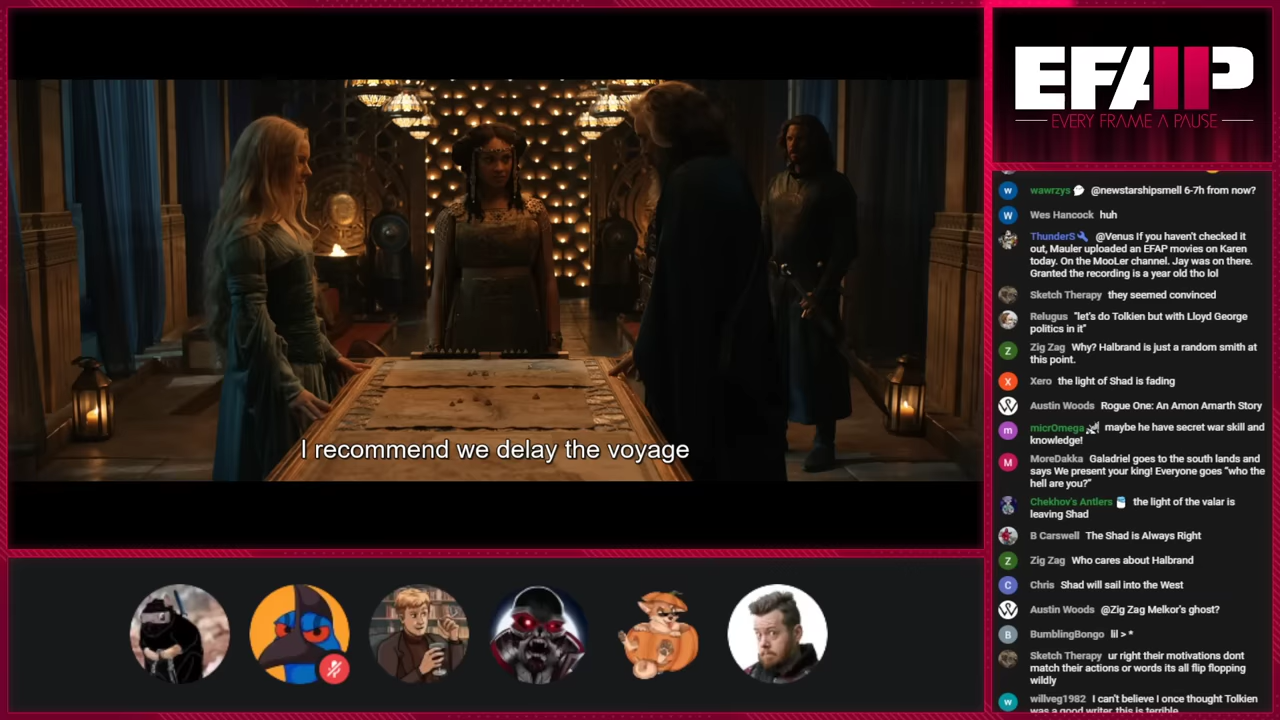 I recommend we delay the voyage
EFAP
EVERY FRAME A PAUSE
wawrzys @newstarshipsmell 6-7h from now?
Wes Hancock huh
ThunderS @Venus If you haven't checked it
out, Mauler uploaded an EFAP movies on Karen
today. On the MooLer channel. Jay was on there.
Granted the recording is a year old tho lol
Sketch Therapy they seemed convinced
Relugus "let's do Tolkien but with Lloyd George
politics in it"
Z
Zig Zag Why? Halbrand is just a random smith at
this point.
X
Xero the light of Shad is fading
Austin Woods Rogue One: An Amon Amarth Story
m
micrOmega maybe he have secret war skill and
knowledge!
M
MoreDakka Galadriel goes to the south lands and
says We present your king! Everyone goes "who the
hell are you?"
Chekhov's Antlers the light of the valar is
leaving Shad
B Carswell The Shad is Always Right
Z
Zig Zag Who cares about Halbrand
C
Chris Shad will sail into the West
Austin Woods @Zig Zag Melkor's ghost?
B
BumblingBongo lil > *
Sketch Therapy ur right their motivations dont
match their actions or words its all flip flopping
wildly
w
willveg1982 I can't believe I once thought Tolkien
was a good writer, this is terrible